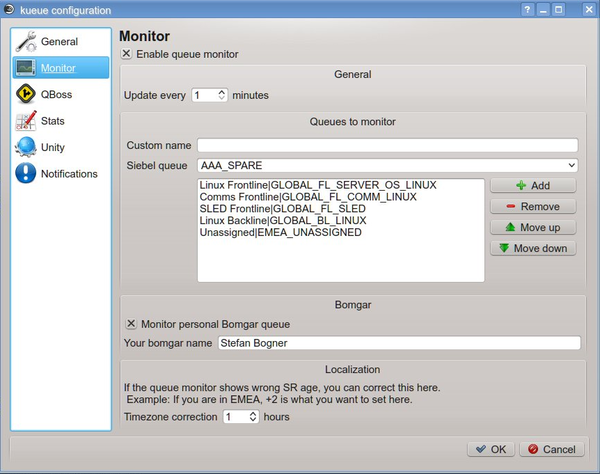 kueue configuration
General
Monitor
QBoss
Stats
Unity
Notifications
Monitor
Enable queue monitor
General
Update every 1 minutes
Queues to monitor
Custom name
Siebel queue AAA_SPARE
Linux Frontline|GLOBAL_FL_SERVER_OS_LINUX
Comms Frontline|GLOBAL_FL_COMM_LINUX
SLED Frontline|GLOBAL_FL_SLED
Linux Backline|GLOBAL_BL_LINUX
Unassigned|EMEA_UNASSIGNED
Add
Remove
Move up
Move down
Bomgar
Monitor personal Bomgar queue
Your bomgar name Stefan Bogner
Localization
If the queue monitor shows wrong SR age, you can correct this here.
Example: If you are in EMEA, +2 is what you want to set here.
Timezone correction 1 hours
OK Cancel